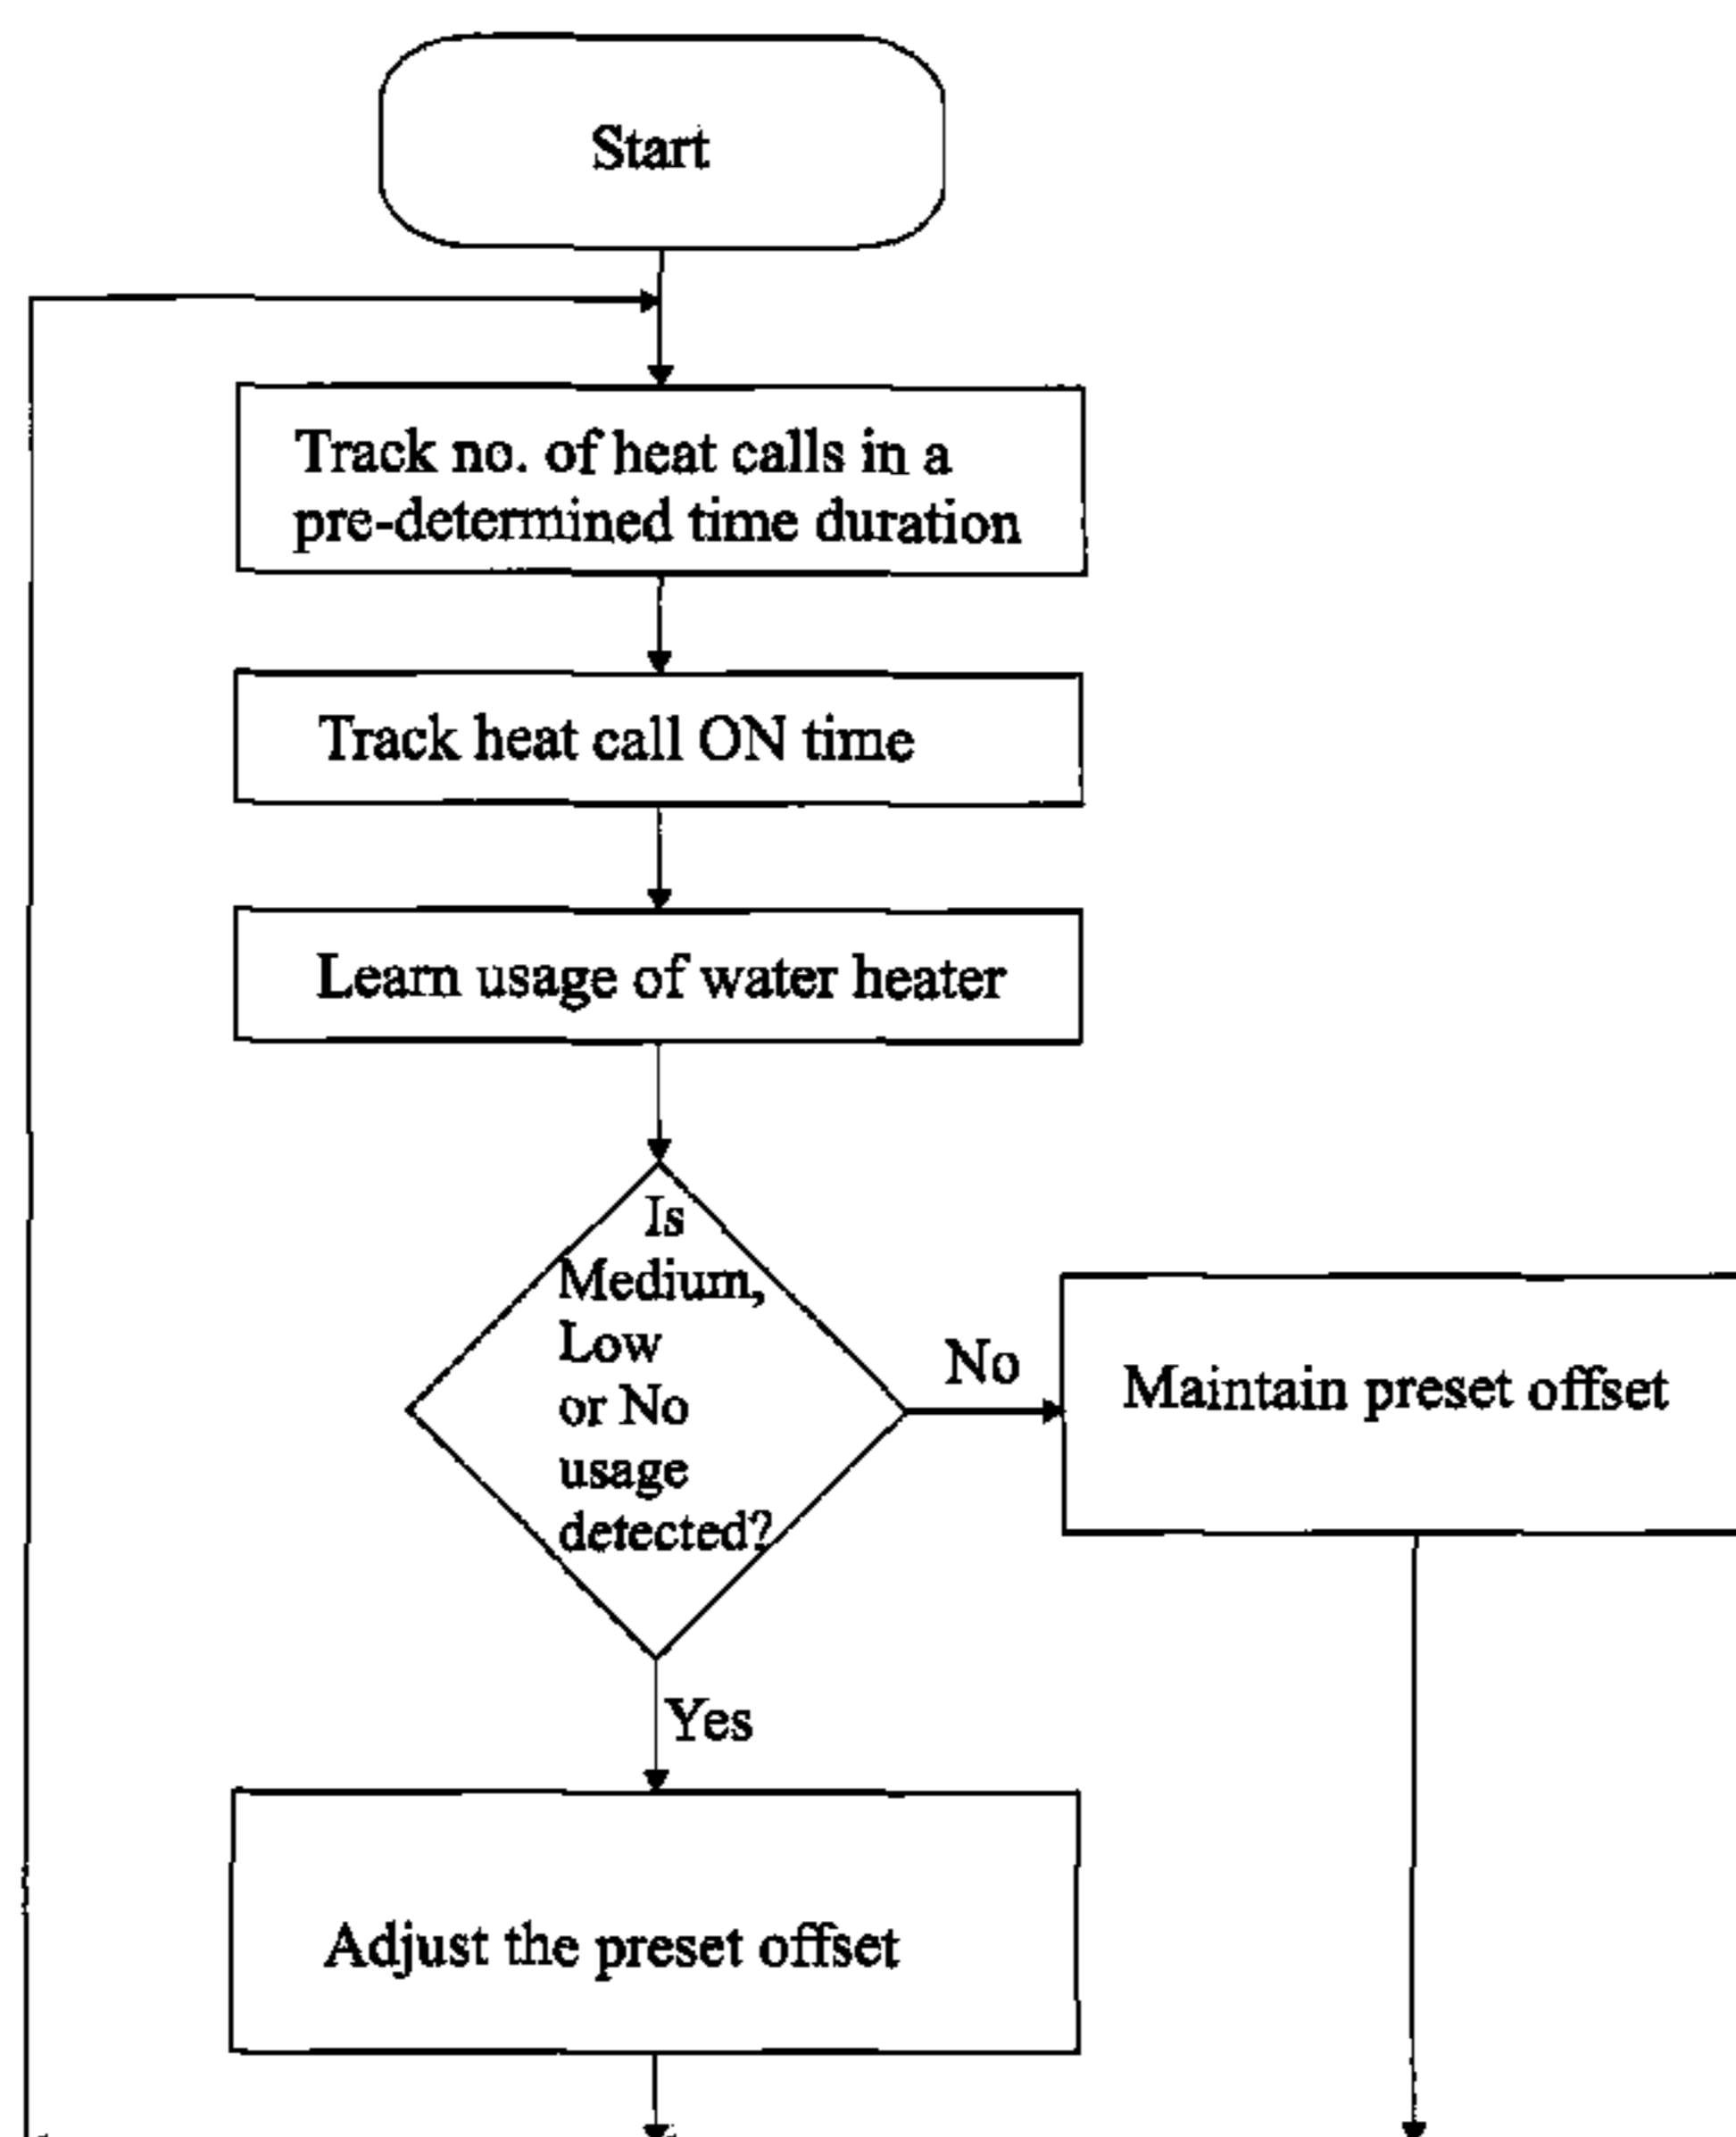 Start
Track no. of heat calls in a
pre-determined time duration
Track heat call ON time
Learn usage of water heater
Is
Medium,
Low
or No
usage
detected?
No
Maintain preset offset
Yes
Adjust the preset offset